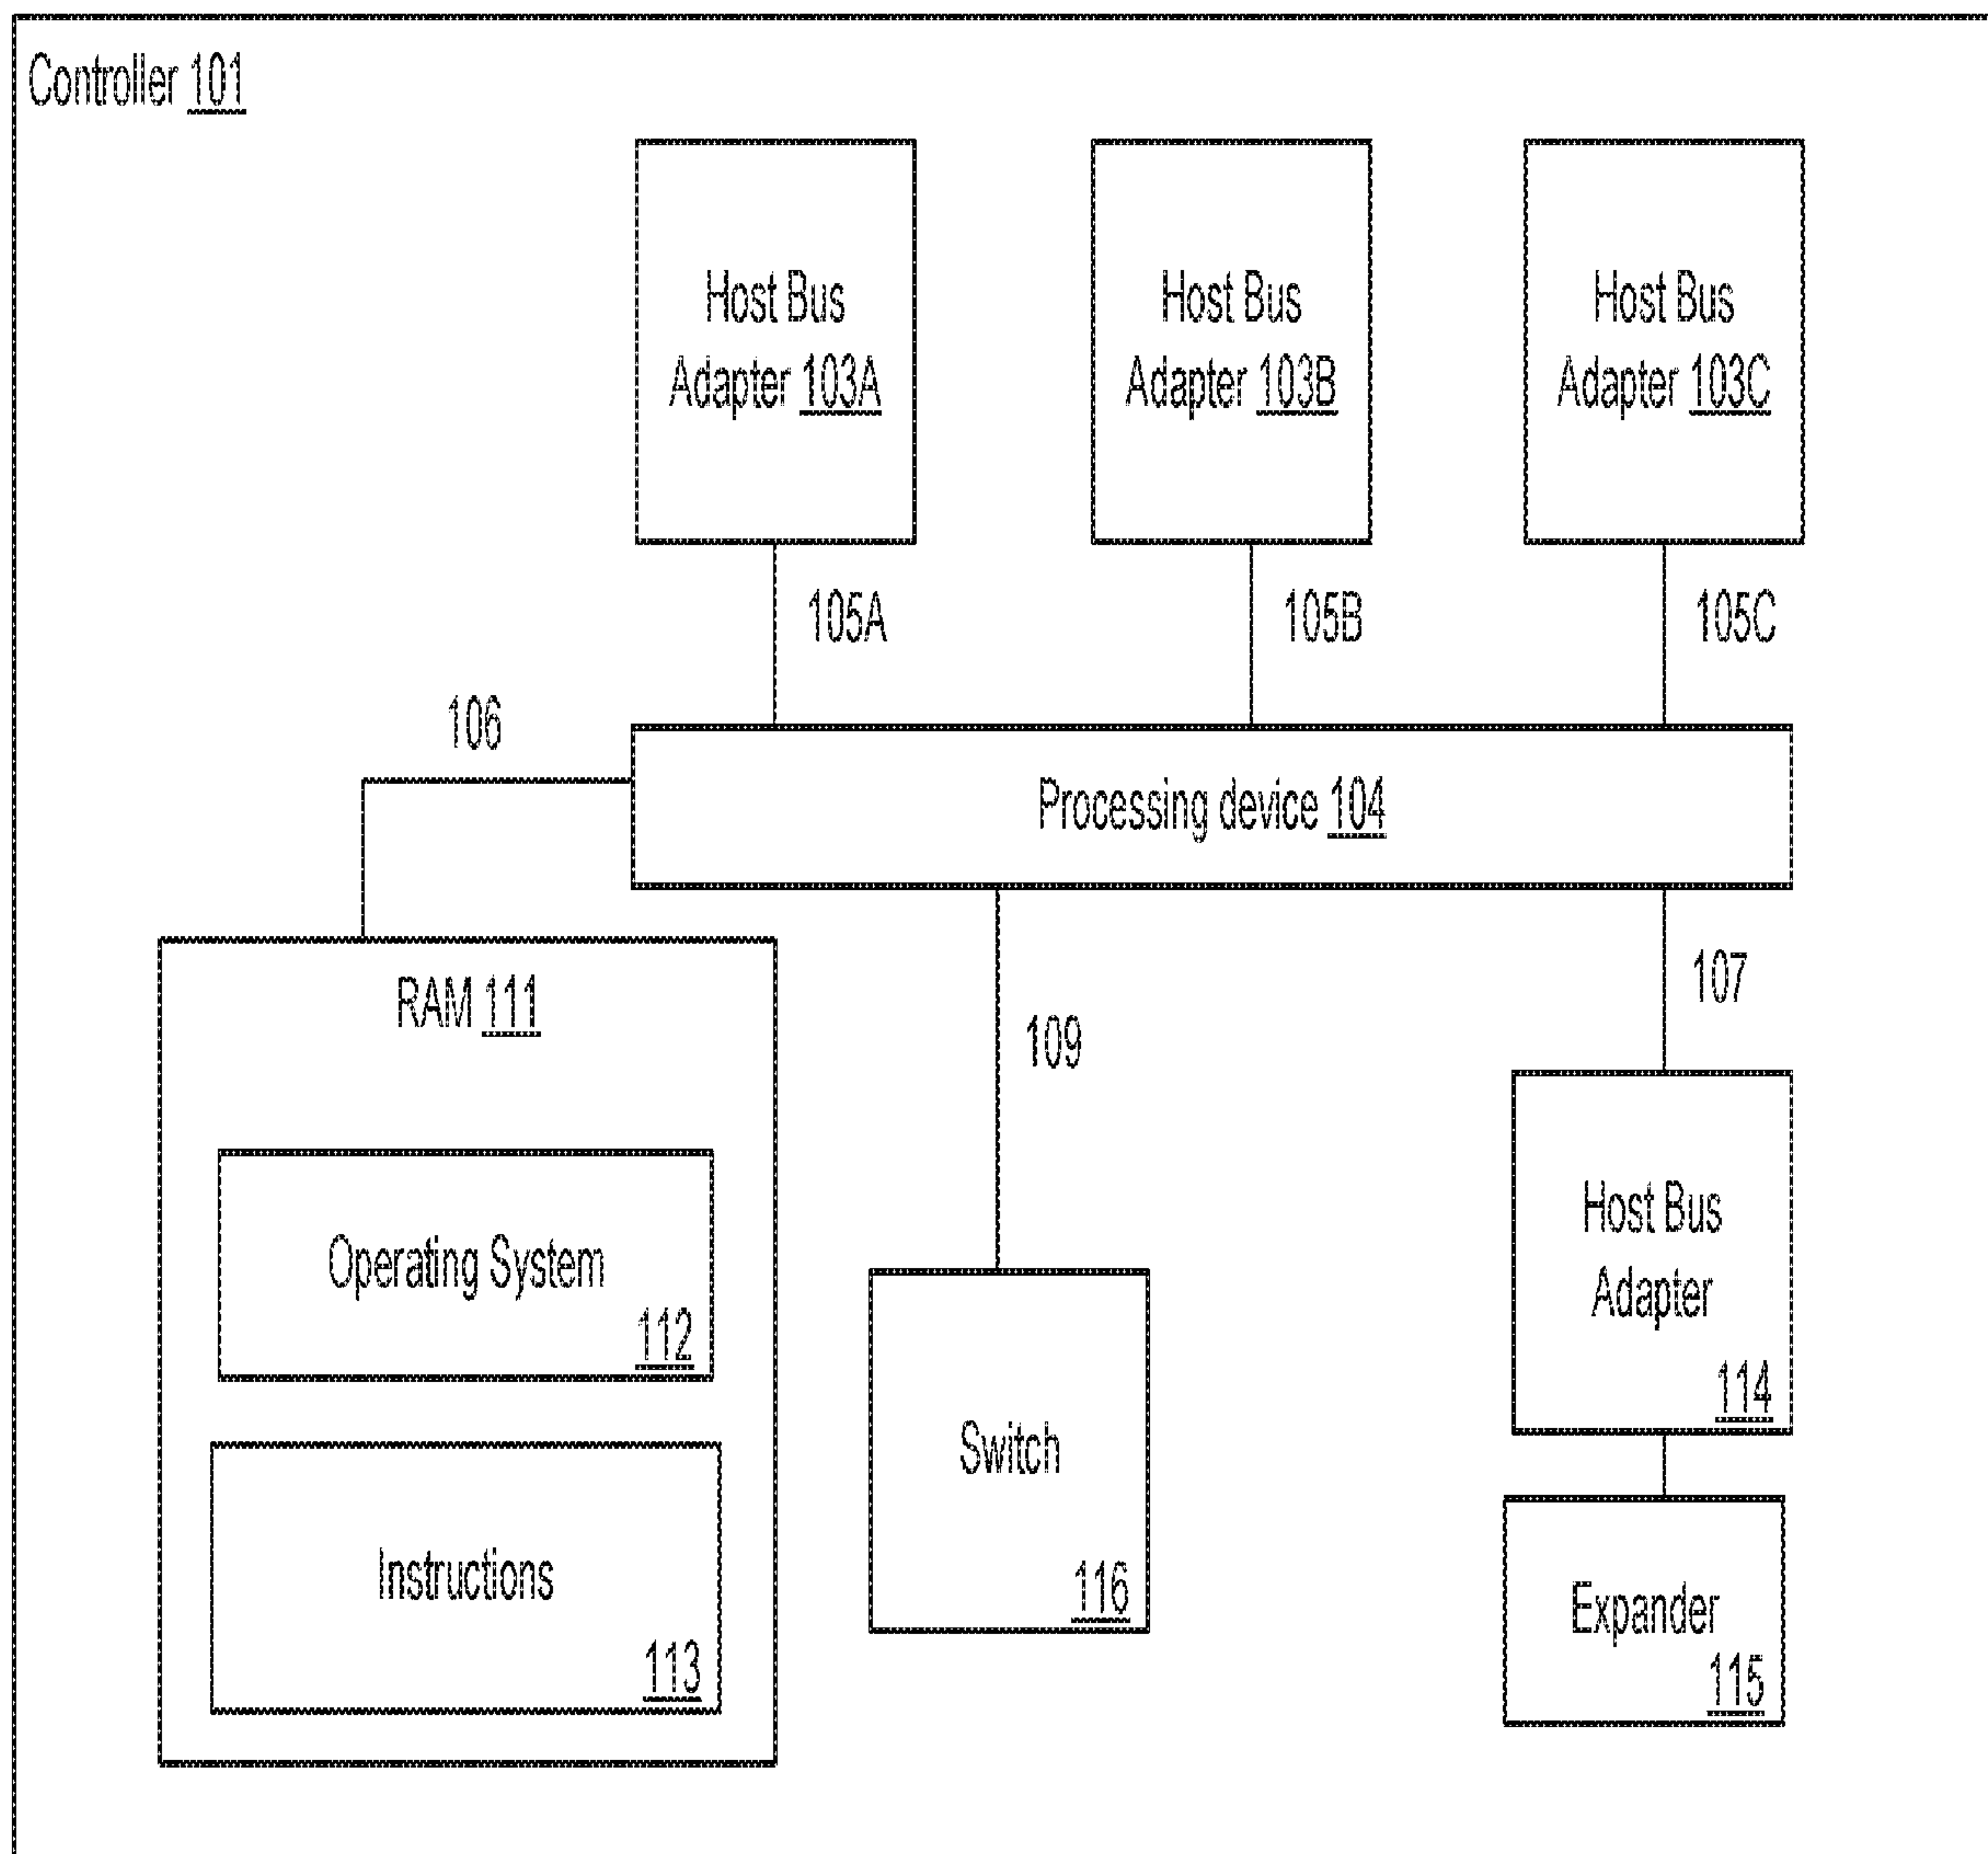 Controller 101
Host Bus
Adapter 103A
Host Bus
Adapter 103B
Host Bus
Adapter 103C
105A
105B
105C
106
Processing device 104
RAM 111
109
107
Operating System
112
Instructions
113
Switch
116
Host Bus
Adapter
114
Expander
115